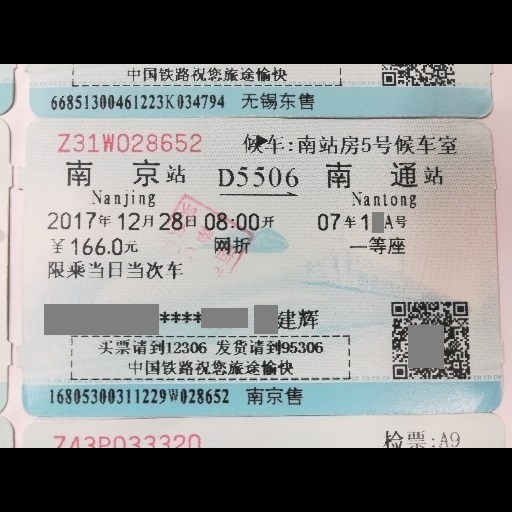 中国铁路祝您旅途愉快
66851300461223K034794 无锡东售
Z31W028652 候车:南站房5号候车室
南京站 D5506 南通站
Nanjing Nantong
2017年12月28日08:00开 07车1 A号
￥166.0元 网折 一等座
限乘当日当次车
**** 建辉
买票请到12306 发货请到95306
中国铁路祝您旅途愉快
16805300311229W028652 南京售
Z43P033320 检票:A9